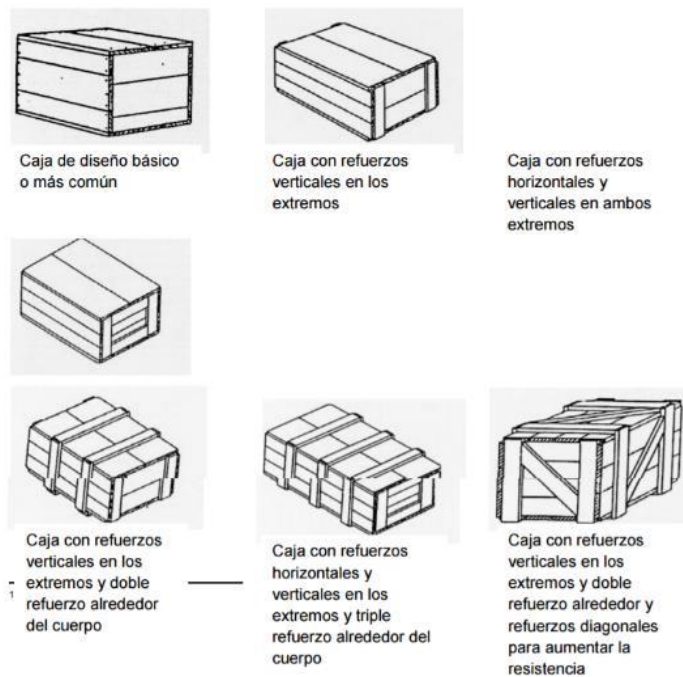 Caja de diseño básico
o más común
Caja con refuerzos
verticales en los
extremos
Caja con refuerzos
horizontales y
verticales en ambos
extremos
Caja con refuerzos
verticales en los
extremos y doble
refuerzo alrededor
del cuerpo
1
Caja con refuerzos
horizontales y
verticales en los
extremos y triple
refuerzo alrededor del
cuerpo
Caja con refuerzos
verticales en los
extremos y doble
refuerzo alrededor y
refuerzos diagonales
para aumentar la
resistencia